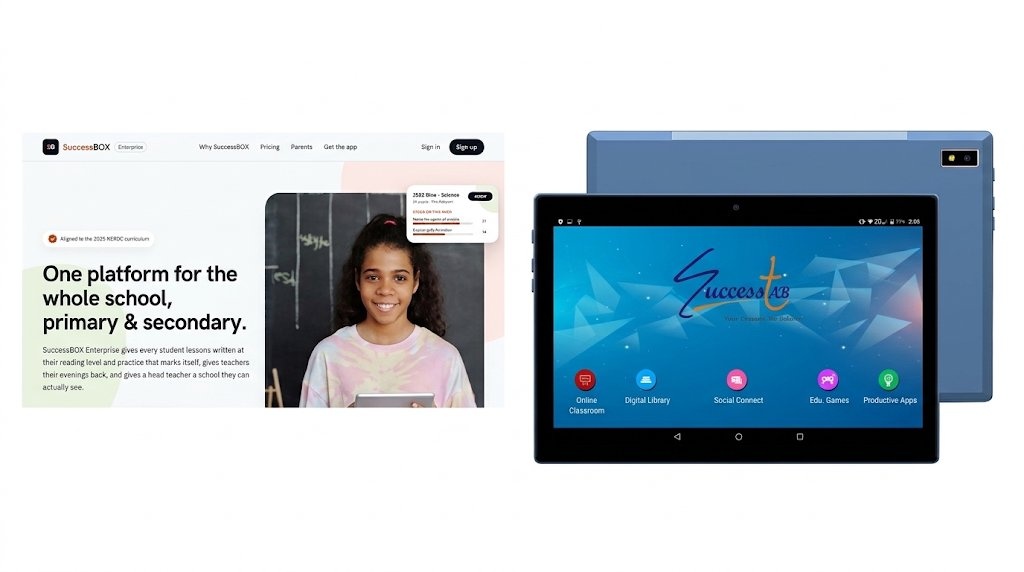 SB SuccessBOX Enterprise
Why SuccessBOX Pricing Parents Get the app
Sign in Sign up
Aligned to the 2025 NERDC curriculum
One platform for the
whole school,
primary & secondary.
SuccessBOX Enterprise gives every student lessons written at
their reading level and practice that marks itself, gives teachers
their evenings back, and gives a head teacher a school they can
actually see.
2:08
SuccessTAB
Online
Classroom
Digital Library
Social Connect
Edu. Games
Productive Apps